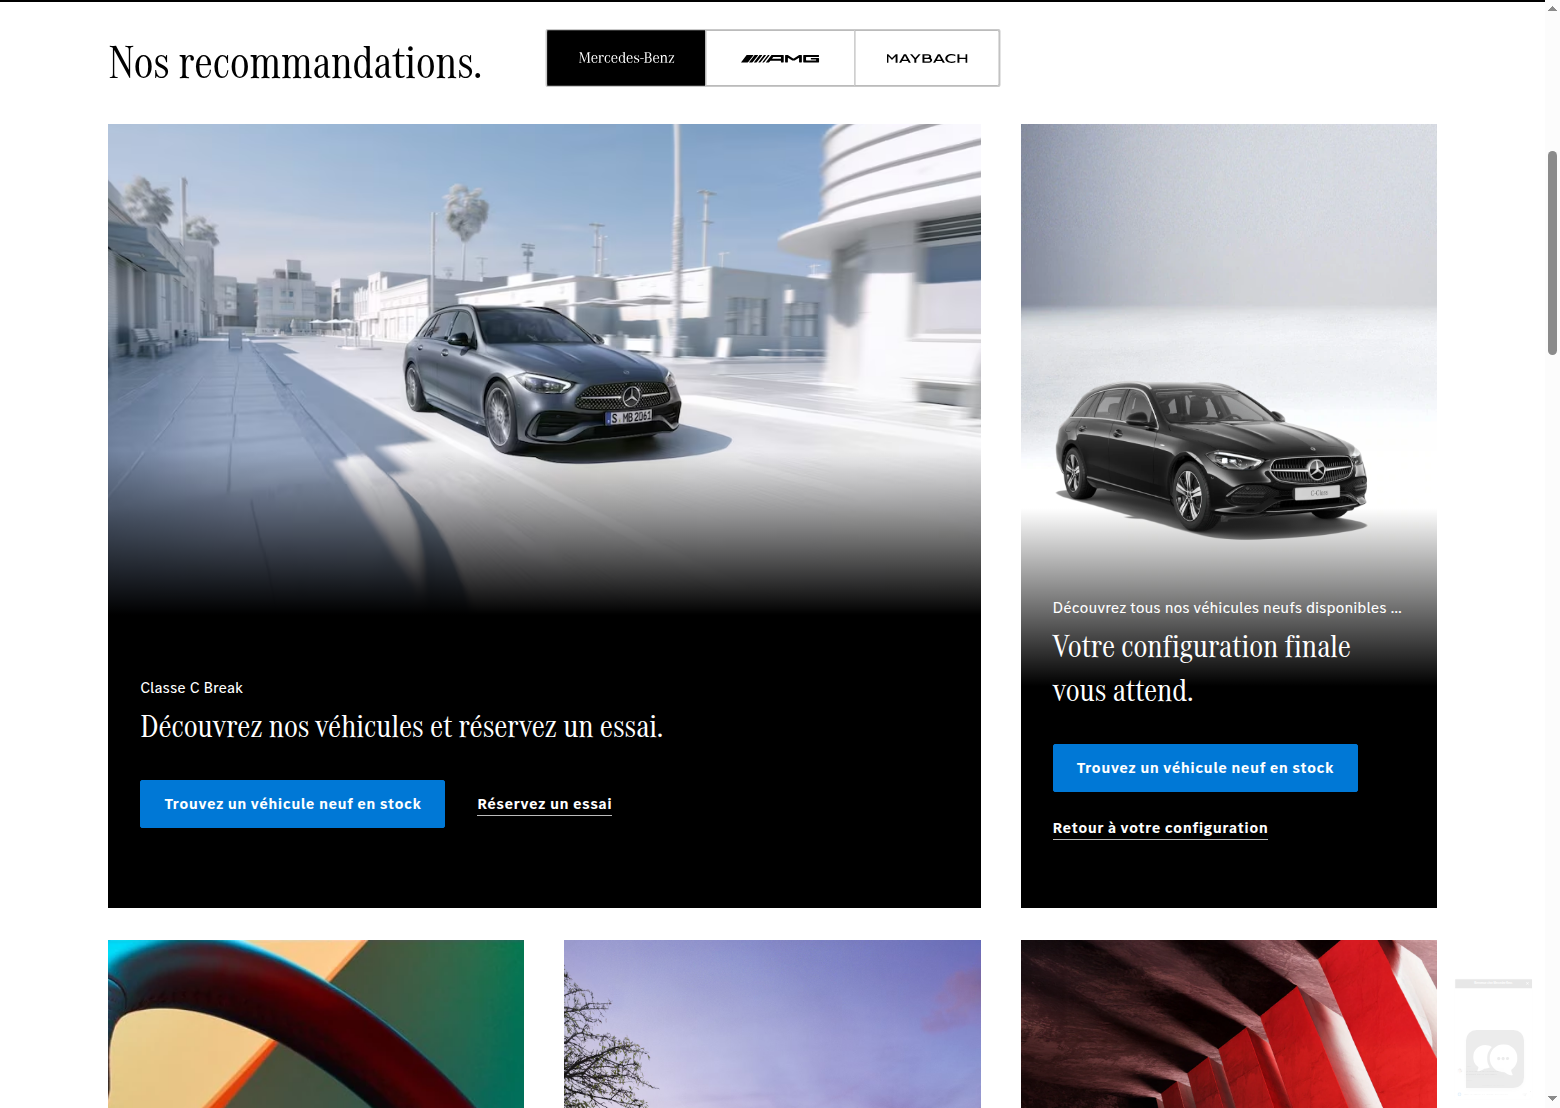 Nos recommandations.
Mercedes-Benz
AMG
MAYBACH
S MB 2061
C-Class
Classe C Break
Découvrez nos véhicules et réservez un essai.
Trouvez un véhicule neuf en stock
Réservez un essai
Découvrez tous nos véhicules neufs disponibles ...
Votre configuration finale
vous attend.
Trouvez un véhicule neuf en stock
Retour à votre configuration